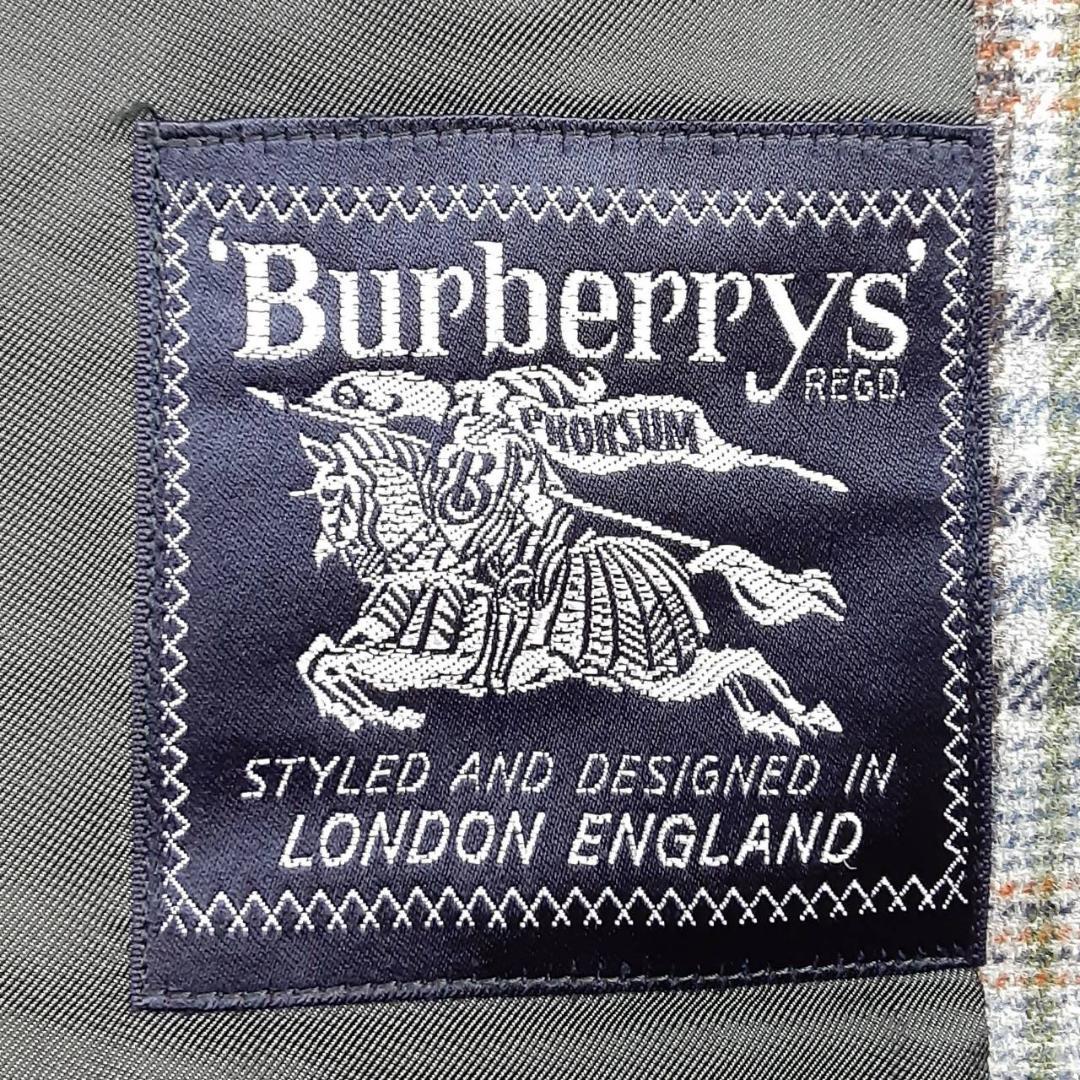 'Burberrys'
REGD.
PRORSUM
B
STYLED AND DESIGNED IN
LONDON ENGLAND